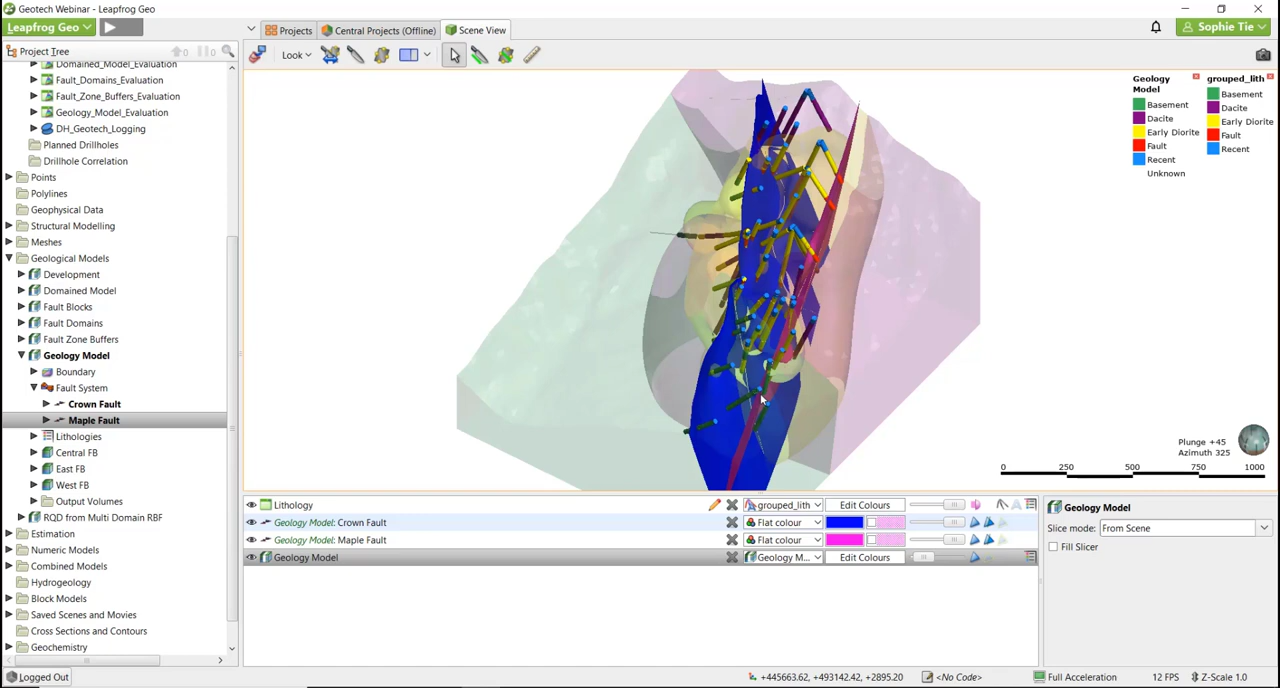 Geotech Webinar — Leapfrog Geo
Leapfrog Geo
Projects
Central Projects (Offline)
Scene View
Sophie Tie
Project Tree
Look
Domained_Model_Evaluation
Fault_Domains_Evaluation
Fault_Zone_Buffers_Evaluation
Geology_Model_Evaluation
DH_Geotech_Logging
Planned Drillholes
Drillhole Correlation
Points
Polylines
Geophysical Data
Structural Modelling
Meshes
Geological Models
Development
Domained Model
Fault Blocks
Fault Domains
Fault Zone Buffers
Geology Model
Boundary
Fault System
Crown Fault
Maple Fault
Lithologies
Central FB
East FB
West FB
Output Volumes
RQD from Multi Domain RBF
Estimation
Numeric Models
Combined Models
Hydrogeology
Block Models
Saved Scenes and Movies
Cross Sections and Contours
Geochemistry
Logged Out
Geology
Model
Basement
Dacite
Early Diorite
Fault
Recent
Unknown
grouped_lith
Basement
Dacite
Early Diorite
Fault
Recent
Plunge +45
Azimuth 325
0 250 500 750 1000
Lithology grouped_lith Edit Colours
Geology Model: Crown Fault Flat colour
Geology Model: Maple Fault Flat colour
Geology Model Geology M... Edit Colours
Geology Model
Slice mode: From Scene
Fill Slicer
+445663.62, +493142.42, +2895.20
<No Code>
Full Acceleration
12 FPS
Z-Scale 1.0